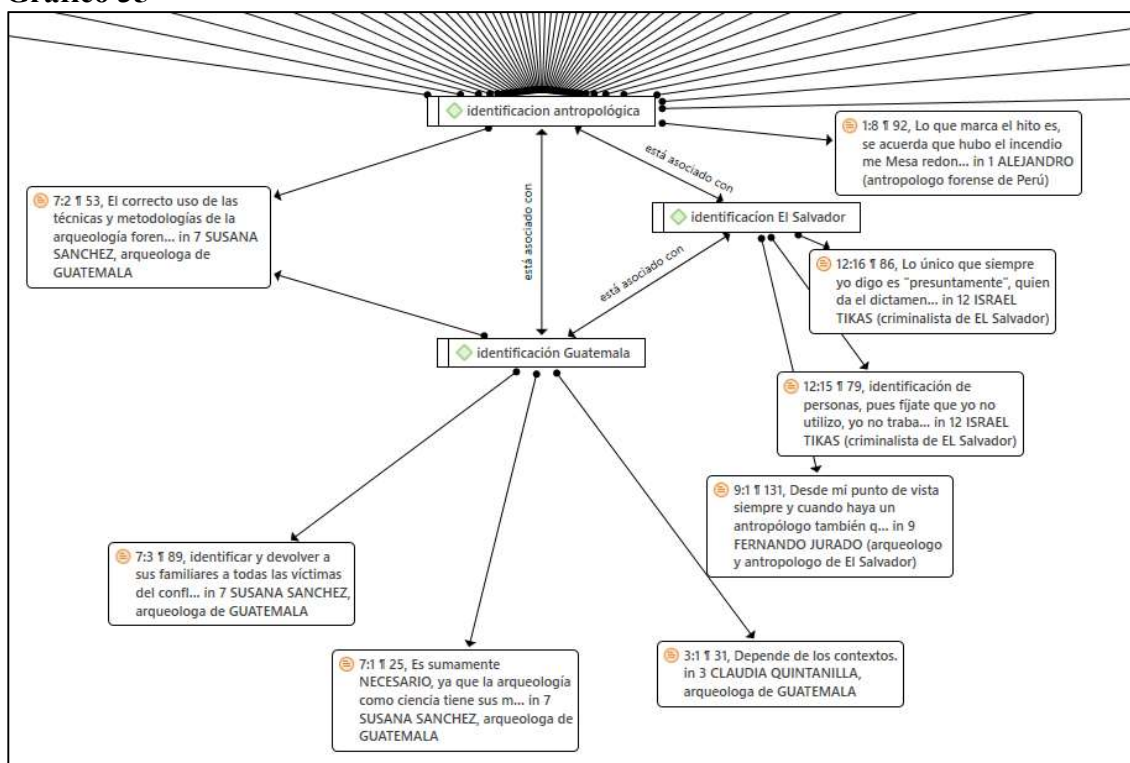 identificacion antropológica
1:8 ¶ 92, Lo que marca el hito es,
se acuerda que hubo el incendio
me Mesa redon... in 1 ALEJANDRO
(antropologo forense de Perú)
está asociado con
7:2 ¶ 53, El correcto uso de las
técnicas y metodologías de la
arqueología foren... in 7 SUSANA
SANCHEZ, arqueologa de
GUATEMALA
identificacíon El Salvador
está asociado con
está asociado con
12:16 ¶ 86, Lo único que siempre
yo digo es "presuntamente", quien
da el dictamen... in 12 ISRAEL
TIKAS (criminalista de EL Salvador)
identificación Guatemala
12:15 ¶ 79, identificación de
personas, pues fíjate que yo no
utilizo, yo no traba... in 12 ISRAEL
TIKAS (criminalista de EL Salvador)
9:1 ¶ 131, Desde mi punto de vista
siempre y cuando haya un
antropólogo también q... in 9
FERNANDO JURADO (arqueologo
y antropologo de El Salvador)
7:3 ¶ 89, identificar y devolver a
sus familiares a todas las víctimas
del confl... in 7 SUSANA SANCHEZ,
arqueologa de GUATEMALA
7:1 ¶ 25, Es sumamente
NECESARIO, ya que la arqueología
como ciencia tiene sus m... in 7
SUSANA SANCHEZ, arqueologa de
GUATEMALA
3:1 ¶ 31, Depende de los contextos.
in 3 CLAUDIA QUINTANILLA,
arqueologa de GUATEMALA